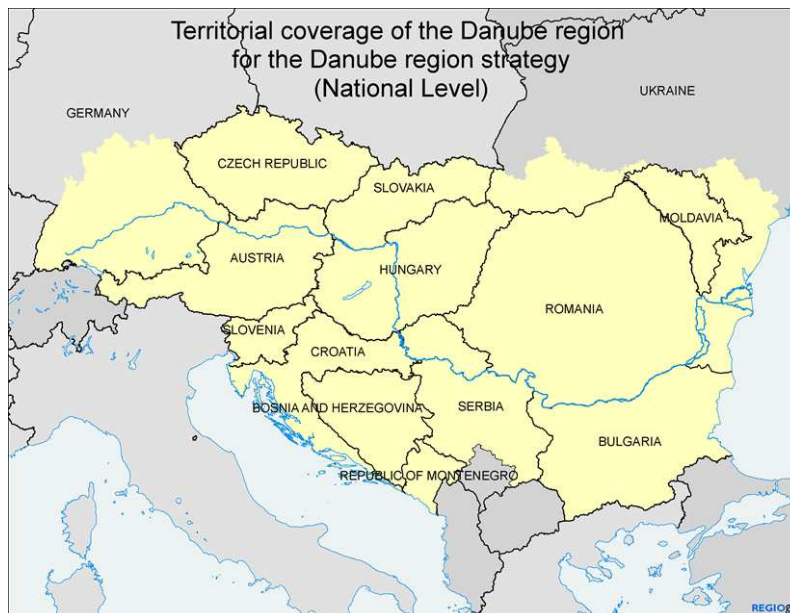 Territorial coverage of the Danube region
for the Danube region strategy
(National Level)
UKRAINE
GERMANY
CZECH REPUBLIC
SLOVAKIA
MOLDAVIA
AUSTRIA
HUNGARY
ROMANIA
SLOVENIA
CROATIA
BOSNIA AND HERZEGOVINA
SERBIA
BULGARIA
REPUBLIC OF MONTENEGRO